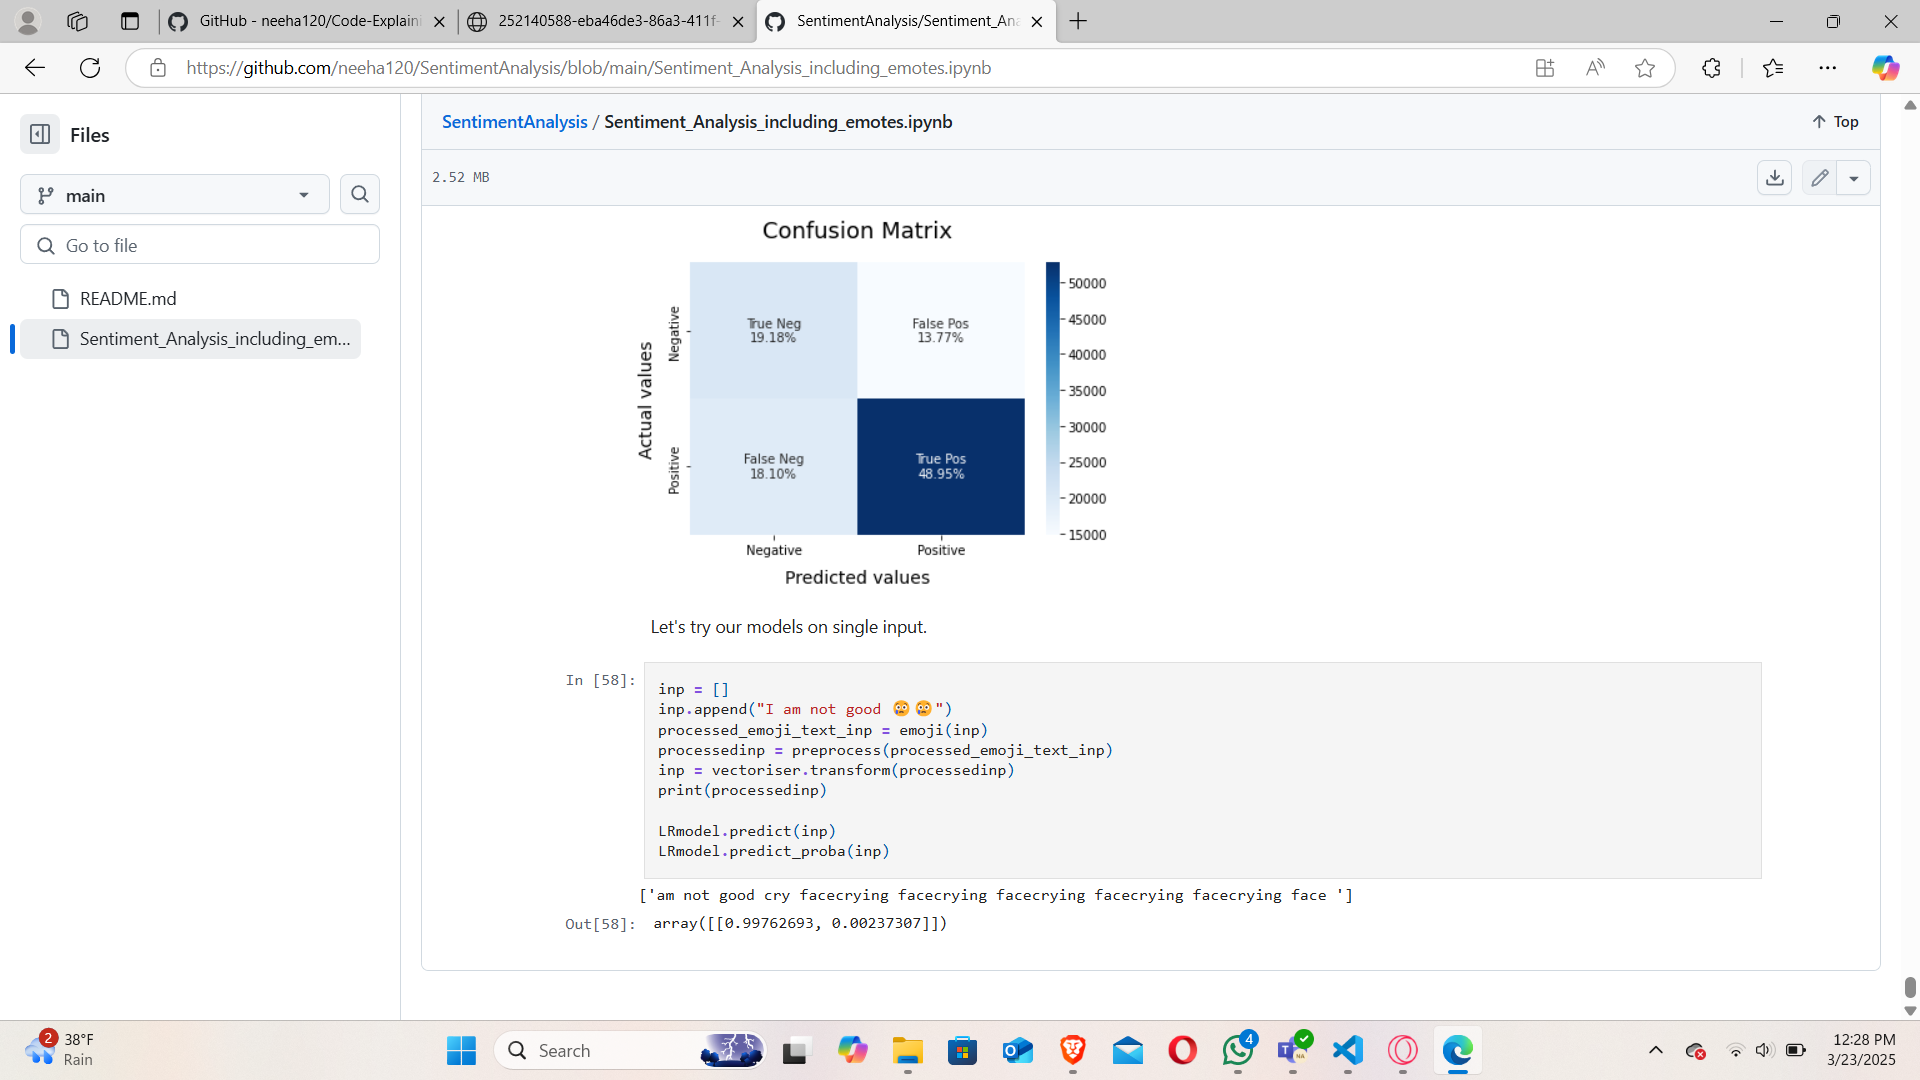 GitHub - neeha120/Code-Explaini
252140588-eba46de3-86a3-411f-
SentimentAnalysis/Sentiment_Ana
https://github.com/neeha120/SentimentAnalysis/blob/main/Sentiment_Analysis_including_emotes.ipynb
Files
SentimentAnalysis / Sentiment_Analysis_including_emotes.ipynb
Top
main
2.52 MB
Go to file
README.md
Sentiment_Analysis_including_em...
Confusion Matrix
Actual values
Negative
Positive
True Neg
19.18%
False Pos
13.77%
False Neg
18.10%
True Pos
48.95%
50000
45000
40000
35000
30000
25000
20000
15000
Negative
Positive
Predicted values
Let's try our models on single input.
In [58]:
inp = []
inp.append("I am not good 😢😢")
processed_emoji_text_inp = emoji(inp)
processedinp = preprocess(processed_emoji_text_inp)
inp = vectoriser.transform(processedinp)
print(processedinp)
LRmodel.predict(inp)
LRmodel.predict_proba(inp)
['am not good cry facecrying facecrying facecrying facecrying facecrying face ']
Out[58]: array([[0.99762693, 0.00237307]])
2
38°F
Rain
Search
4
NA
12:28 PM
3/23/2025